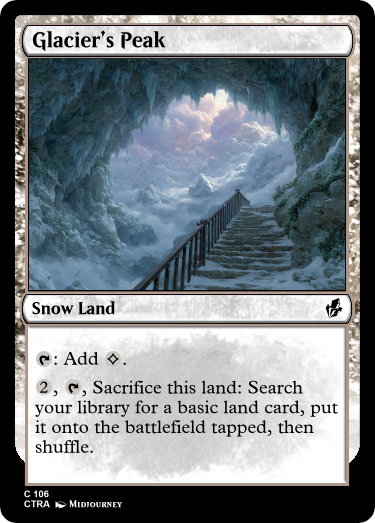 Glacier's Peak
Snow Land
: Add .
2, , Sacrifice this land: Search
your library for a basic land card, put
it onto the battlefield tapped, then
shuffle.
C 106
CTRA Midjourney